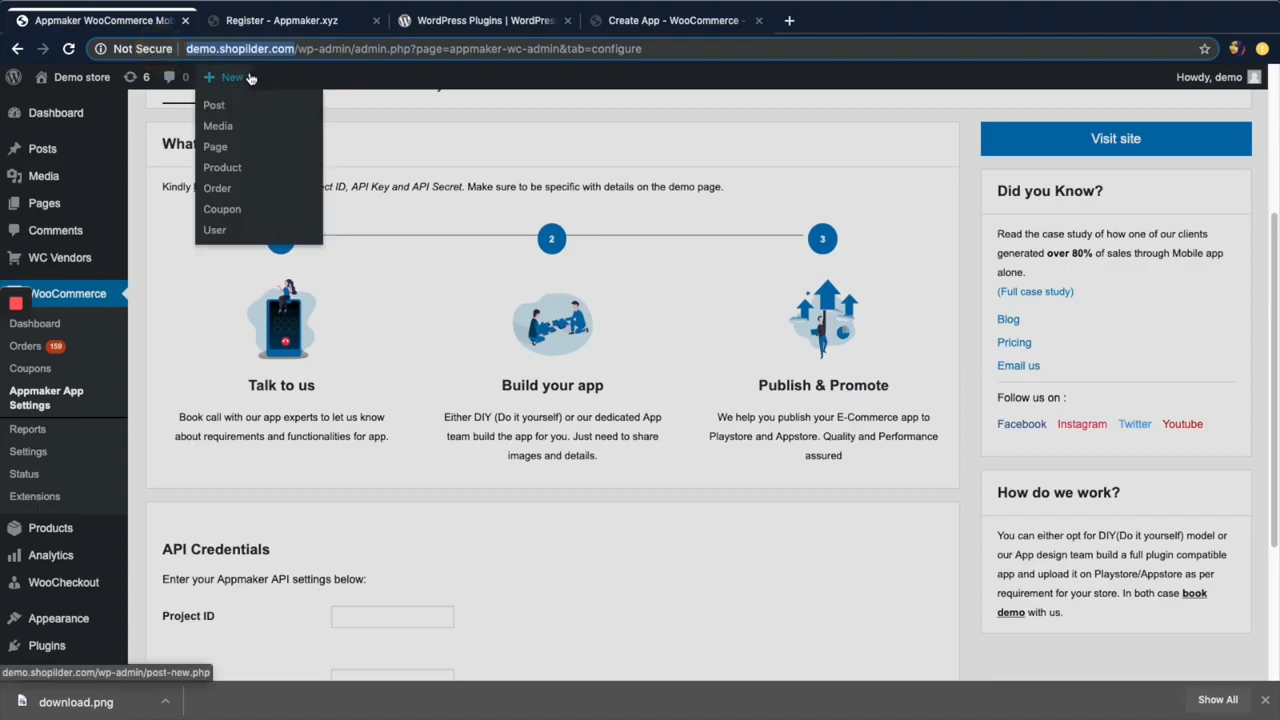 Appmaker WooCommerce Mob
Register - Appmaker.xyz
WordPress Plugins | WordPres
Create App - WooCommerce -
Not Secure
demo.shopilder.com/wp-admin/admin.php?page=appmaker-wc-admin&tab=configure
Demo store
6
0
+ New
Howdy, demo
Post
Media
Page
Product
Order
Coupon
User
Dashboard
Posts
Media
Pages
Comments
WC Vendors
WooCommerce
Dashboard
Orders 159
Coupons
Appmaker App
Settings
Reports
Settings
Status
Extensions
Products
Analytics
WooCheckout
Appearance
Plugins
What
Kindly
ect ID, API Key and API Secret. Make sure to be specific with details on the demo page.
2
3
Talk to us
Book call with our app experts to let us know
about requirements and functionalities for app.
Build your app
Either DIY (Do it yourself) or our dedicated App
team build the app for you. Just need to share
images and details.
Publish & Promote
We help you publish your E-Commerce app to
Playstore and Appstore. Quality and Performance
assured
API Credentials
Enter your Appmaker API settings below:
Project ID
Visit site
Did you Know?
Read the case study of how one of our clients
generated over 80% of sales through Mobile app
alone.
(Full case study)
Blog
Pricing
Email us
Follow us on :
Facebook Instagram Twitter Youtube
How do we work?
You can either opt for DIY(Do it yourself) model or
our App design team build a full plugin compatible
app and upload it on Playstore/Appstore as per
requirement for your store. In both case book
demo with us.
demo.shopilder.com/wp-admin/post-new.php
download.png
Show All